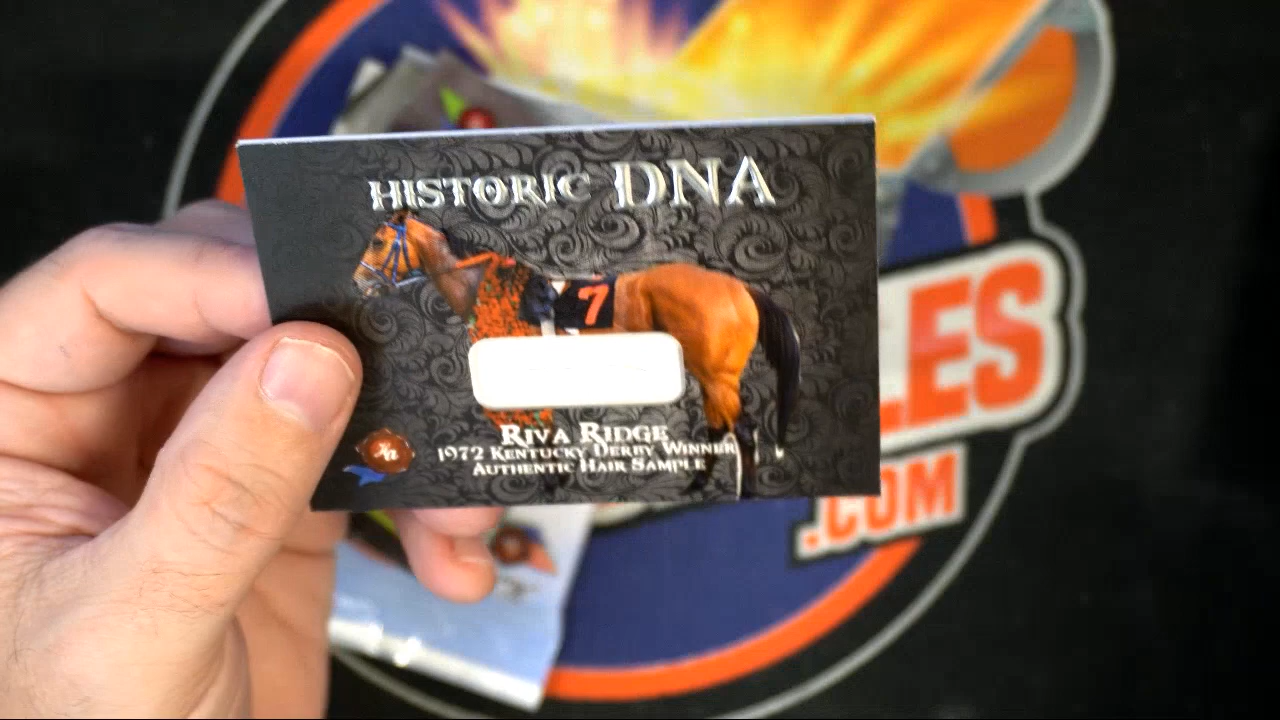 HISTORIC DNA
7
RIVA RIDGE
1972 KENTUCKY DERBY WINNER
AUTHENTIC HAIR SAMPLE
LES
.COM